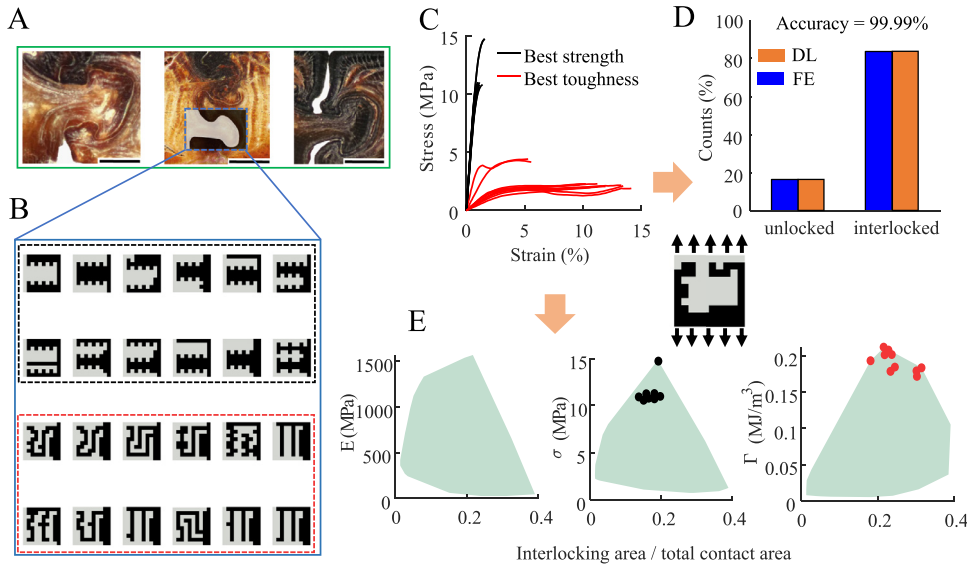 A
B
C
Stress (MPa)
15
10
5
0
0
5
10
15
Strain (%)
Best strength
Best toughness
D
Accuracy = 99.99%
Counts (%)
100
80
60
40
20
0
DL
FE
unlocked
interlocked
E
E (MPa)
1500
1000
500
0
0
0.2
0.4
σ (MPa)
15
10
5
0
0
0.2
0.4
Γ (MJ/m³)
0.2
0.15
0.1
0.05
0
0
0.2
0.4
Interlocking area / total contact area